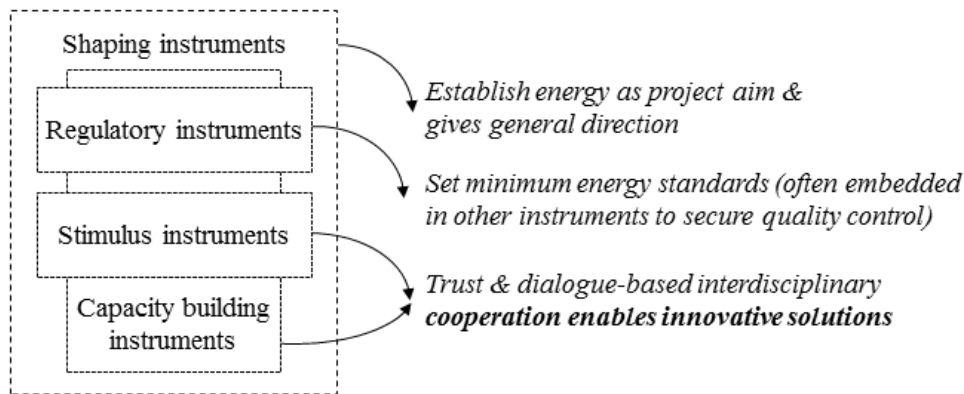 Shaping instruments
Regulatory instruments
Stimulus instruments
Capacity building
instruments
Establish energy as project aim &
gives general direction
Set minimum energy standards (often embedded
in other instruments to secure quality control)
Trust & dialogue-based interdisciplinary
cooperation enables innovative solutions